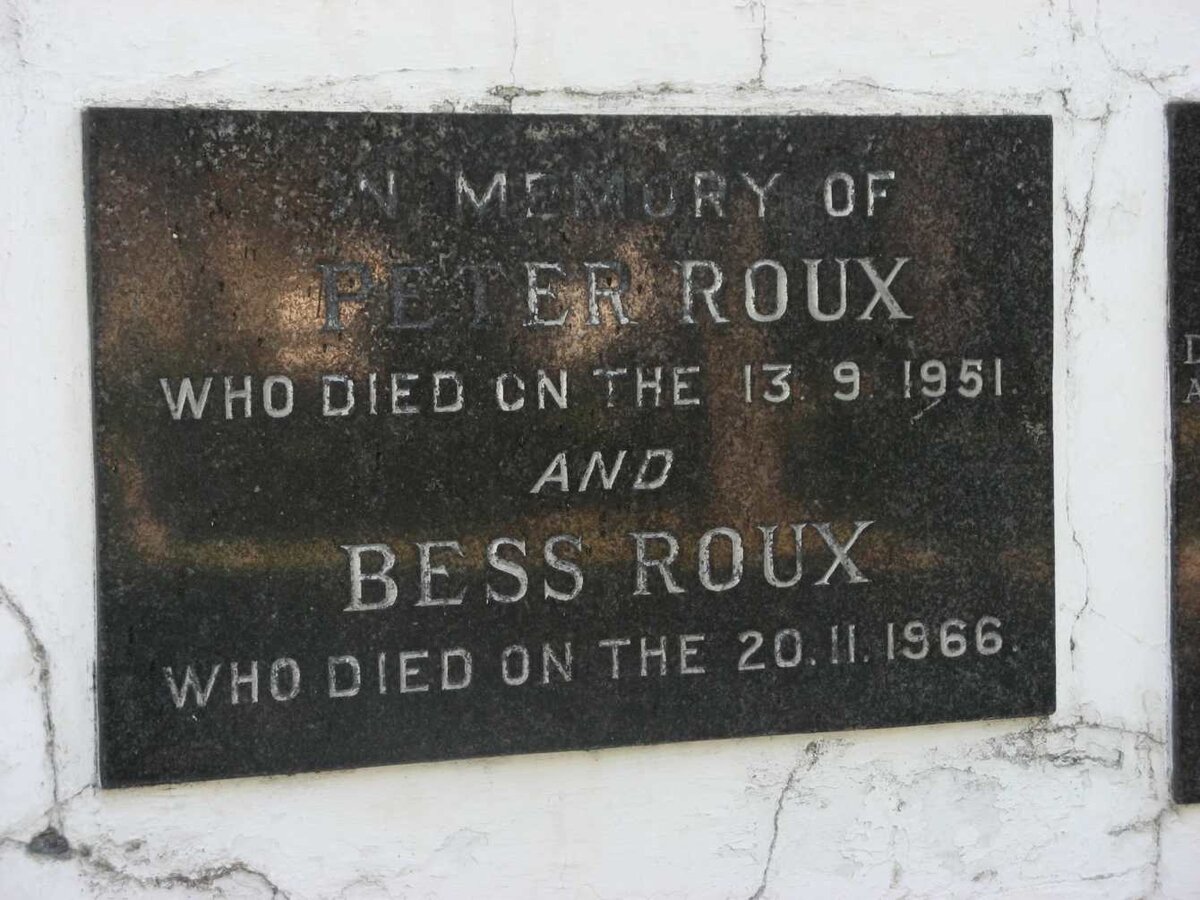 IN MEMORY OF
PETER ROUX
WHO DIED ON THE 13.9.1951.
AND
BESS ROUX
WHO DIED ON THE 20.11.1966.